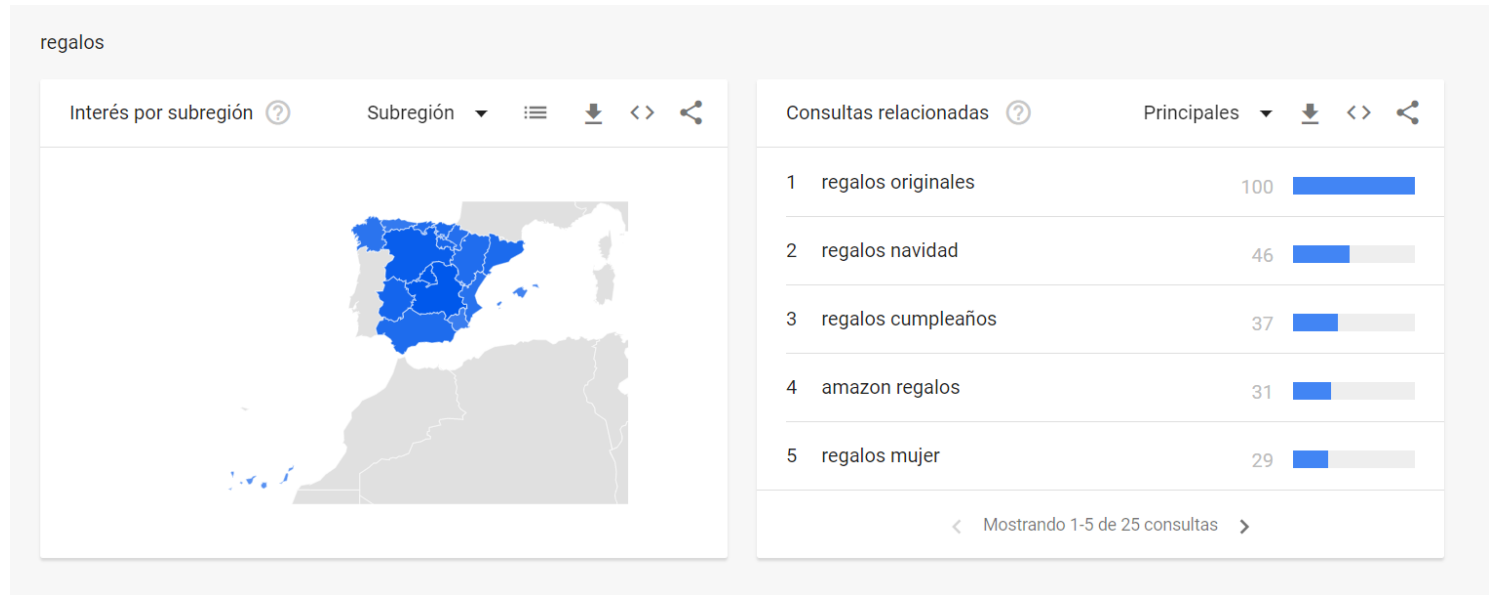 regalos
Interés por subregión
Subregión
Consultas relacionadas
Principales
1 regalos originales 100
2 regalos navidad 46
3 regalos cumpleaños 37
4 amazon regalos 31
5 regalos mujer 29
Mostrando 1-5 de 25 consultas